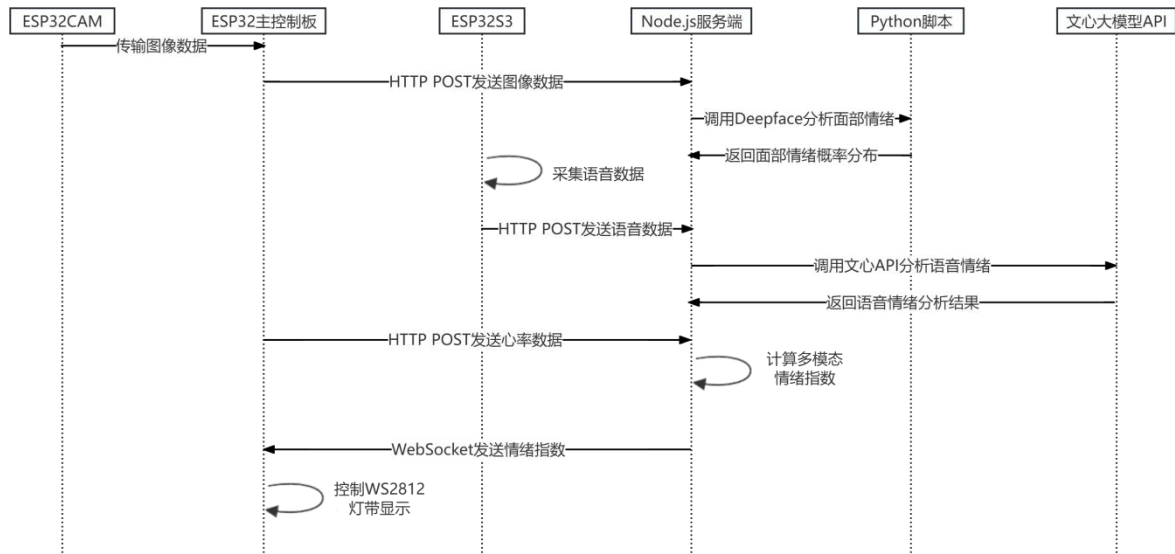 ESP32CAM
ESP32主控制板
ESP32S3
Node.js服务端
Python脚本
文心大模型API
传输图像数据
HTTP POST发送图像数据
调用Deepface分析面部情绪
返回面部情绪概率分布
采集语音数据
HTTP POST发送语音数据
调用文心API分析语音情绪
返回语音情绪分析结果
HTTP POST发送心率数据
计算多模态
情绪指数
WebSocket发送情绪指数
控制WS2812
灯带显示